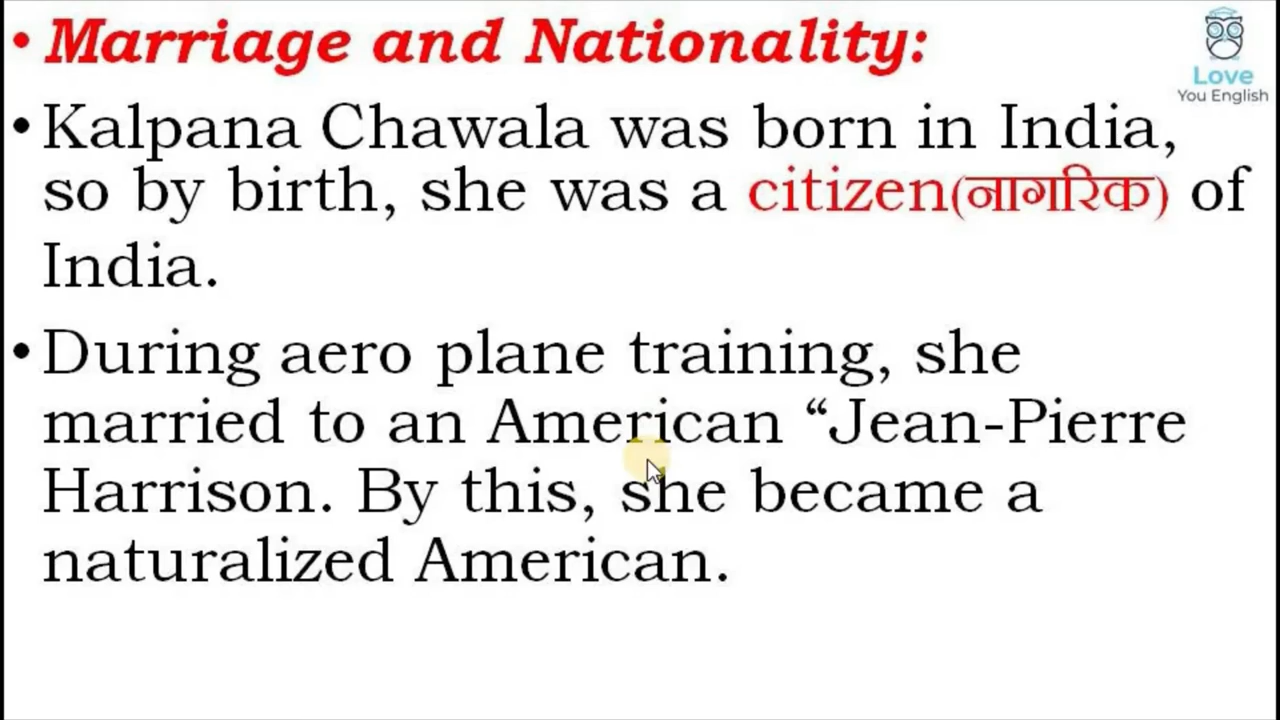 • Marriage and Nationality:
Love
You English
• Kalpana Chawala was born in India,
so by birth, she was a citizen(नागरिक) of
India.
• During aero plane training, she
married to an American “Jean-Pierre
Harrison. By this, she became a
naturalized American.